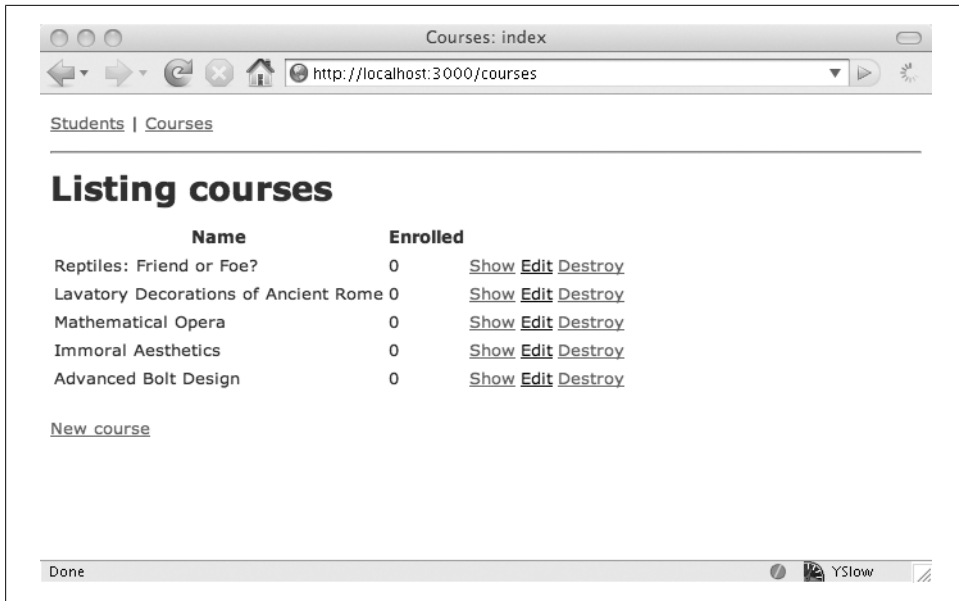 Courses: index
http://localhost:3000/courses
Students | Courses
Listing courses
Name Enrolled
Reptiles: Friend or Foe? 0 Show Edit Destroy
Lavatory Decorations of Ancient Rome 0 Show Edit Destroy
Mathematical Opera 0 Show Edit Destroy
Immoral Aesthetics 0 Show Edit Destroy
Advanced Bolt Design 0 Show Edit Destroy
New course
Done YSlow